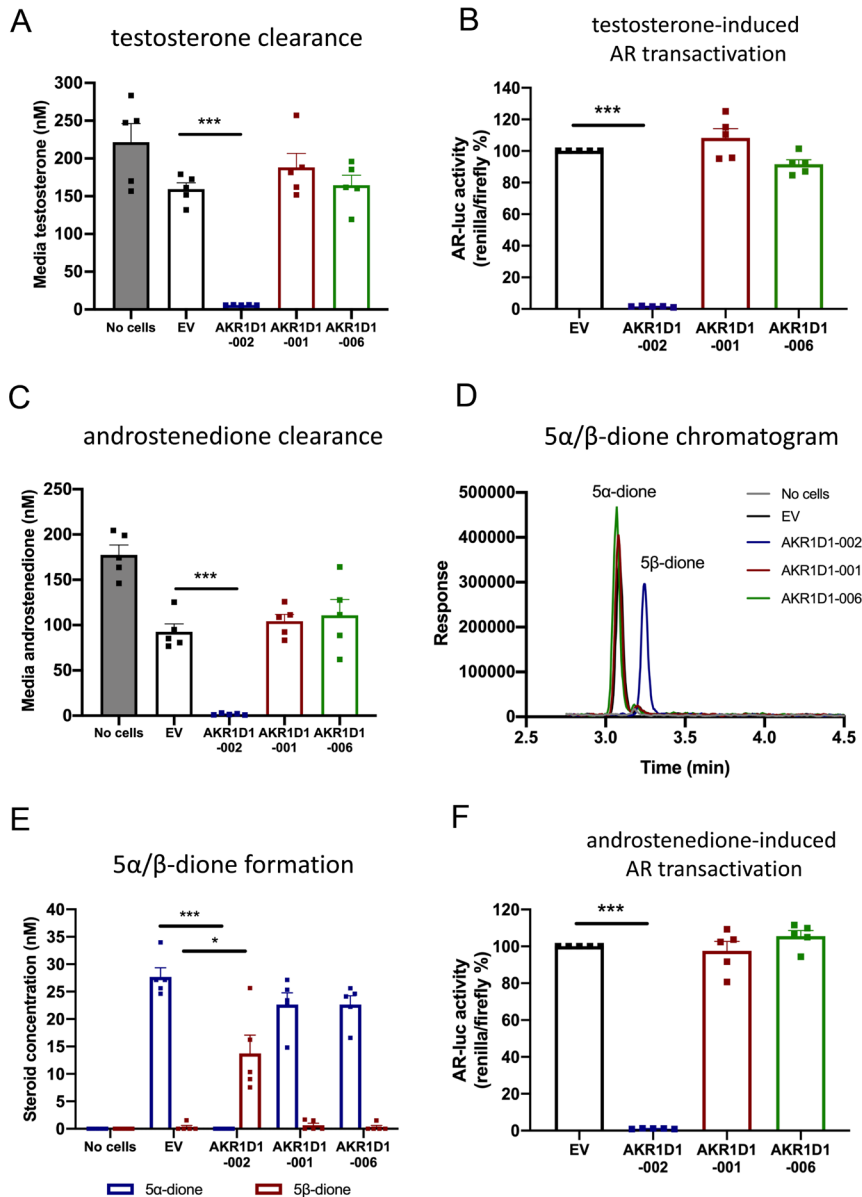 A
testosterone clearance
Media testosterone (nM)
300
250
200
150
100
50
0
***
No cells
EV
AKR1D1
-002
AKR1D1
-001
AKR1D1
-006
B
testosterone-induced
AR transactivation
AR-luc activity
(renilla/firefly %)
140
120
100
80
60
40
20
0
***
EV
AKR1D1
-002
AKR1D1
-001
AKR1D1
-006
C
androstenedione clearance
Media androstenedione (nM)
250
200
150
100
50
0
***
No cells
EV
AKR1D1
-002
AKR1D1
-001
AKR1D1
-006
D
5α/β-dione chromatogram
Response
500000
400000
300000
200000
100000
0
5α-dione
5β-dione
No cells
EV
AKR1D1-002
AKR1D1-001
AKR1D1-006
2.5
3.0
3.5
4.0
4.5
Time (min)
E
5α/β-dione formation
Steroid concentration (nM)
40
35
30
25
20
15
10
5
0
***
*
No cells
EV
AKR1D1
-002
AKR1D1
-001
AKR1D1
-006
5α-dione
5β-dione
F
androstenedione-induced
AR transactivation
AR-luc activity
(renilla/firefly %)
120
100
80
60
40
20
0
***
EV
AKR1D1
-002
AKR1D1
-001
AKR1D1
-006